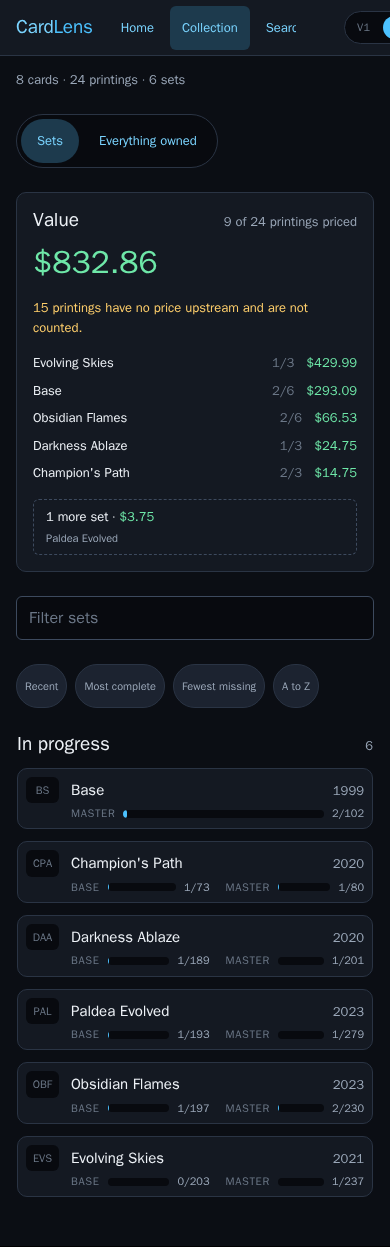 CardLens Home Collection Searc V1
8 cards · 24 printings · 6 sets
Sets Everything owned
Value 9 of 24 printings priced
$832.86
15 printings have no price upstream and are not
counted.
Evolving Skies 1/3 $429.99
Base 2/6 $293.09
Obsidian Flames 2/6 $66.53
Darkness Ablaze 1/3 $24.75
Champion's Path 2/3 $14.75
1 more set · $3.75
Paldea Evolved
Filter sets
Recent Most complete Fewest missing A to Z
In progress 6
BS Base 1999
MASTER 2/102
CPA Champion's Path 2020
BASE 1/73 MASTER 1/80
DAA Darkness Ablaze 2020
BASE 1/189 MASTER 1/201
PAL Paldea Evolved 2023
BASE 1/193 MASTER 1/279
OBF Obsidian Flames 2023
BASE 1/197 MASTER 2/230
EVS Evolving Skies 2021
BASE 0/203 MASTER 1/237